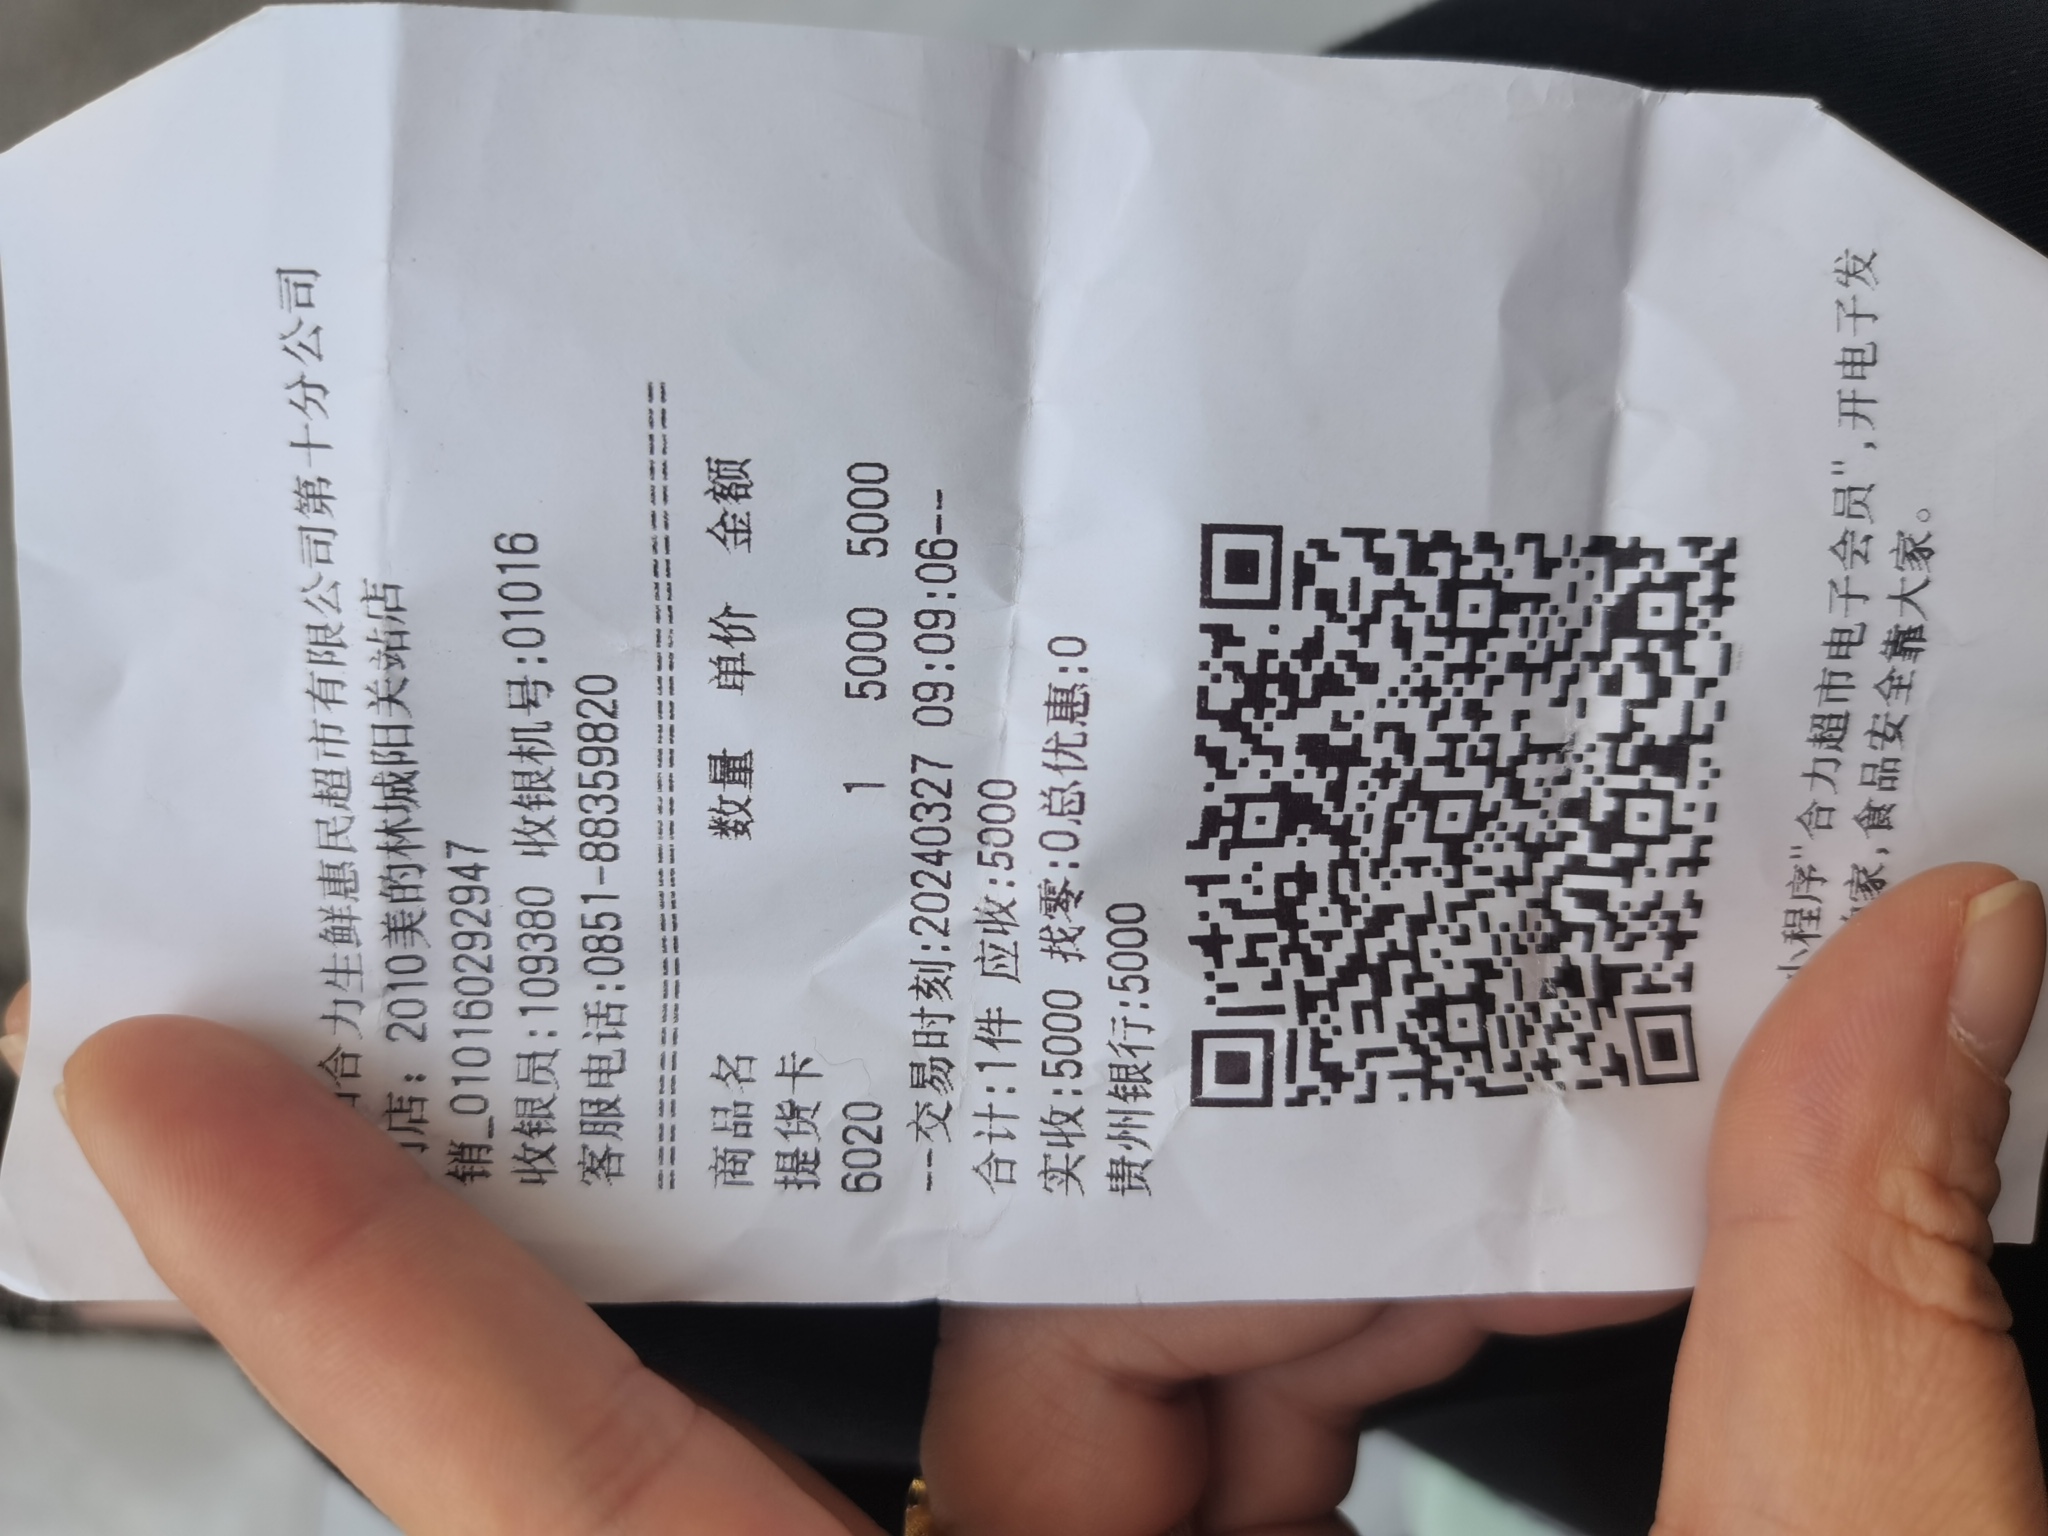 合力生鲜惠民超市有限公司第十分公司
店: 2010美的林城阳关站店
销_01016029​2947
收银员:109380 收银机号:01016
客服电话:0851-88359820
==========================================
商品名 数量 单价 金额
提货卡
6020 1 5000 5000
--交易时刻:20240327 09:09:06--
合计:1件 应收:5000
实收:5000 找零:0总优惠:0
贵州银行:5000
小程序"合力超市电子会员",开电子发
家,食品安全靠大家。